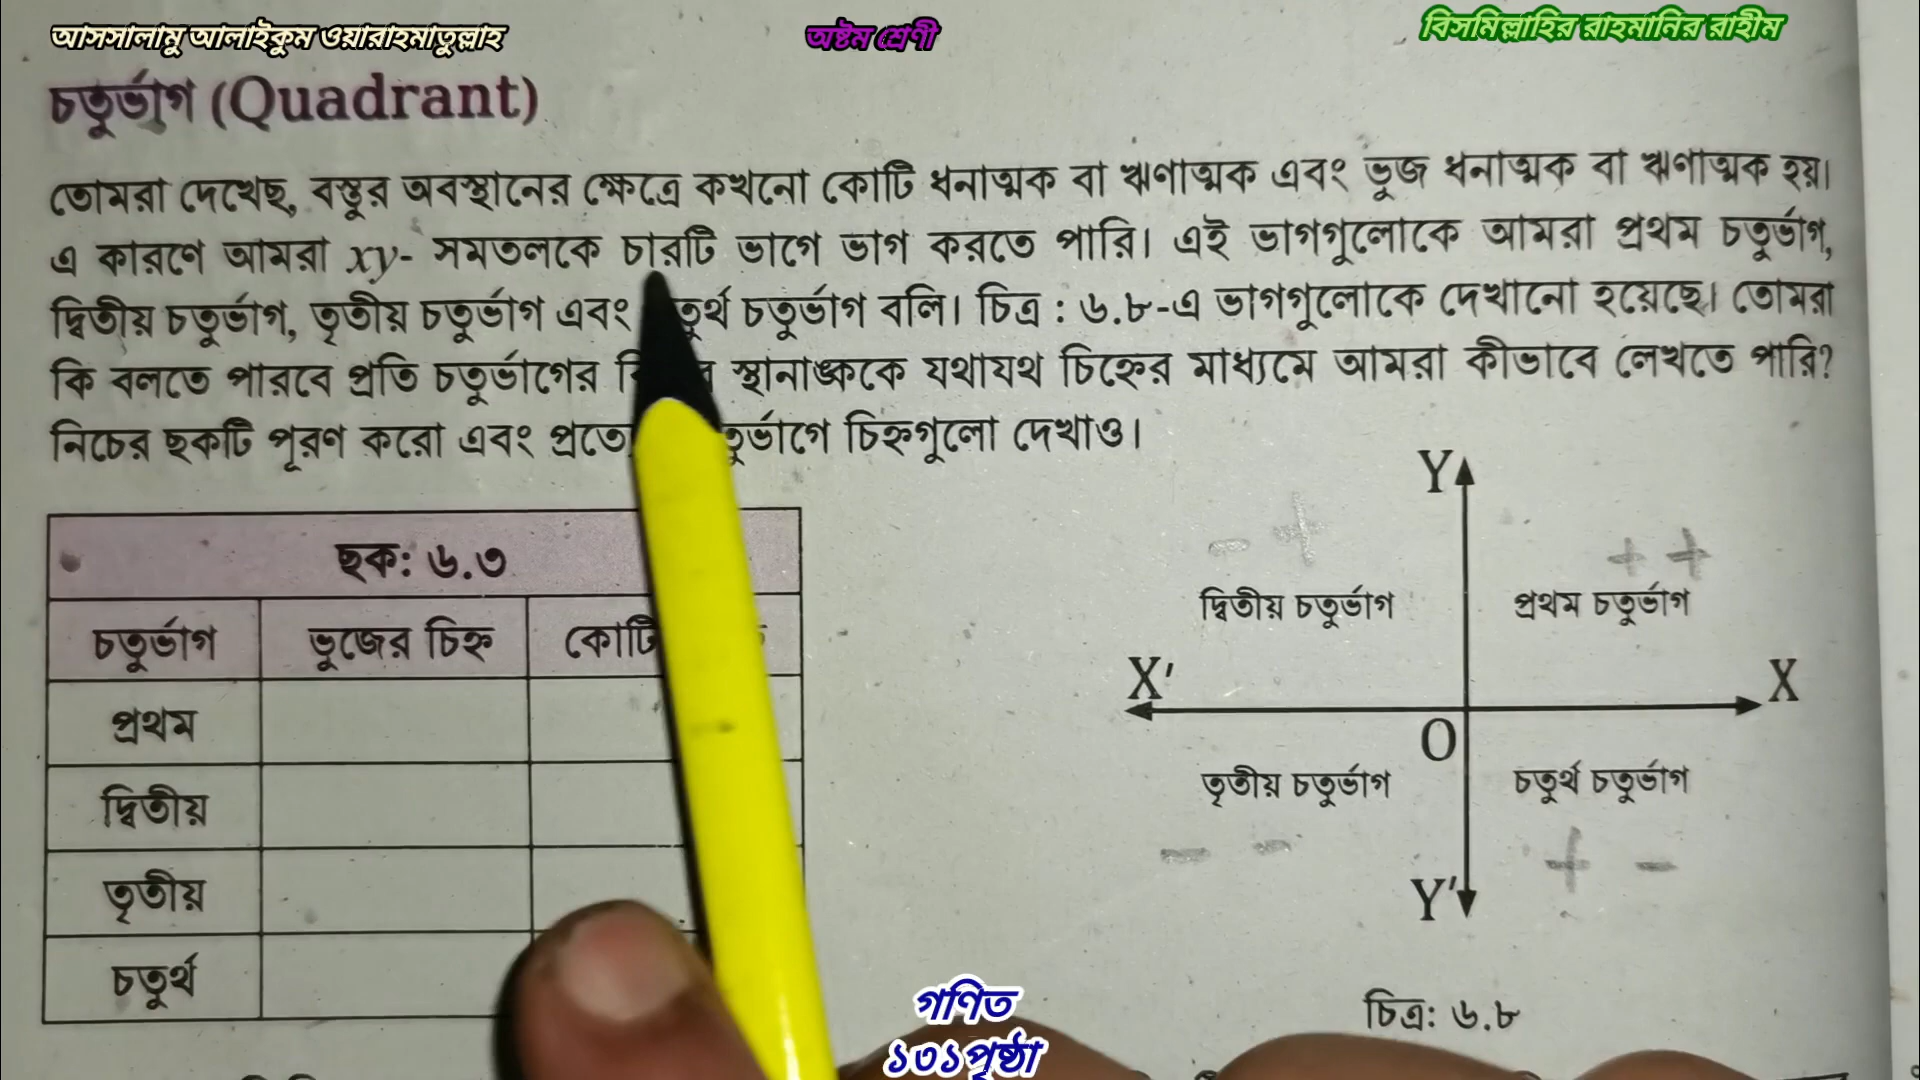 আসসালামু আলাইকুম ওয়ারাহমাতুল্লাহ
অষ্টম শ্রেণী
বিসমিল্লাহির রাহমানির রাহীম
চতুর্ভাগ (Quadrant)
তোমরা দেখেছ, বস্তুর অবস্থানের ক্ষেত্রে কখনো কোটি ধনাত্মক বা ঋণাত্মক এবং ভুজ ধনাত্মক বা ঋণাত্মক হয়।
এ কারণে আমরা xy- সমতলকে চারটি ভাগে ভাগ করতে পারি। এই ভাগগুলোকে আমরা প্রথম চতুর্ভাগ,
দ্বিতীয় চতুর্ভাগ, তৃতীয় চতুর্ভাগ এবং চতুর্থ চতুর্ভাগ বলি। চিত্র : ৬.৮-এ ভাগগুলোকে দেখানো হয়েছে। তোমরা
কি বলতে পারবে প্রতি চতুর্ভাগের স্থানাঙ্ককে যথাযথ চিহ্নের মাধ্যমে আমরা কীভাবে লেখতে পারি?
নিচের ছকটি পূরণ করো এবং চতুর্ভাগে চিহ্নগুলো দেখাও।
ছক: ৬.৩
চতুর্ভাগ ভুজের চিহ্ন কোটি
প্রথম
দ্বিতীয়
তৃতীয়
চতুর্থ
Y
- + + +
দ্বিতীয় চতুর্ভাগ প্রথম চতুর্ভাগ
X' X
O
তৃতীয় চতুর্ভাগ চতুর্থ চতুর্ভাগ
- - + -
Y'
চিত্র: ৬.৮
গণিত
১৩১পৃষ্ঠা